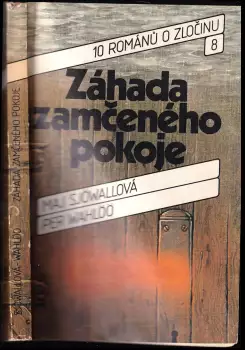 10 ROMÁNŮ O ZLOČINU
8
Záhada
zamčeného
pokoje
MAJ SJÖWALLOVÁ
PER WAHLÖÖ
SJÖWALLOVÁ - WAHLÖÖ ZÁHADA ZAMČENÉHO POKOJE